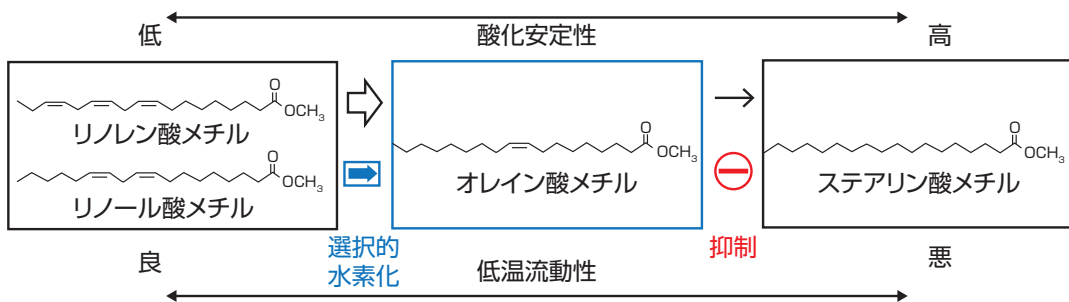 酸化安定性
低
高
O
OCH₃
リノレン酸メチル
O
OCH₃
リノール酸メチル
O
OCH₃
オレイン酸メチル
O
OCH₃
ステアリン酸メチル
選択的
水素化
抑制
良
悪
低温流動性